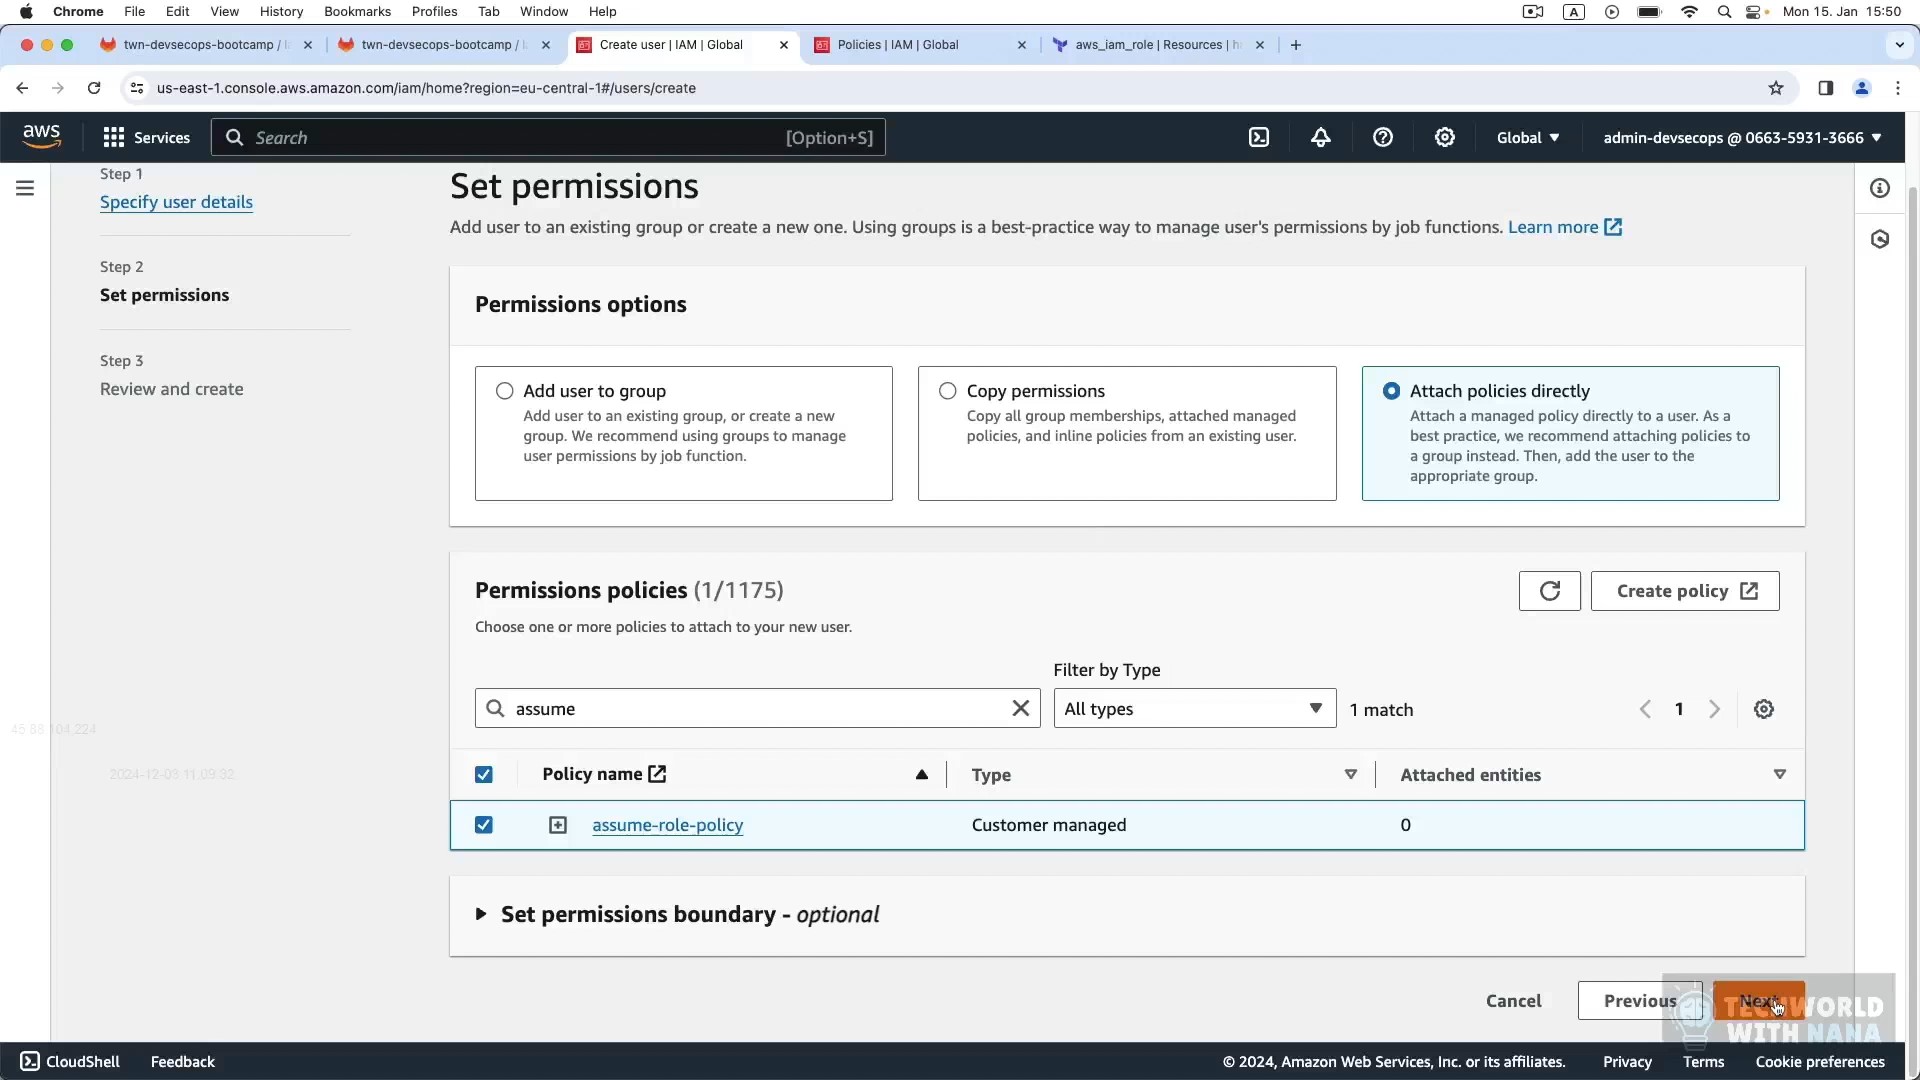 Chrome File Edit View History Bookmarks Profiles Tab Window Help A Mon 15. Jan 15:50
twn-devsecops-bootcamp / twn-devsecops-bootcamp / Create user | IAM | Global Policies | IAM | Global aws_iam_role | Resources | h
us-east-1.console.aws.amazon.com/iam/home?region=eu-central-1#/users/create
aws Services Search [Option+S] Global admin-devsecops @ 0663-5931-3666
Step 1
Specify user details
Step 2
Set permissions
Step 3
Review and create
Set permissions
Add user to an existing group or create a new one. Using groups is a best-practice way to manage user's permissions by job functions. Learn more
Permissions options
Add user to group
Add user to an existing group, or create a new
group. We recommend using groups to manage
user permissions by job function.
Copy permissions
Copy all group memberships, attached managed
policies, and inline policies from an existing user.
Attach policies directly
Attach a managed policy directly to a user. As a
best practice, we recommend attaching policies to
a group instead. Then, add the user to the
appropriate group.
Permissions policies (1/1175)
Create policy
Choose one or more policies to attach to your new user.
Filter by Type
assume All types 1 match 1
Policy name Type Attached entities
assume-role-policy Customer managed 0
Set permissions boundary - optional
Cancel Previous Next
TECHWORLD
WITH NANA
45.88.104.224
2024-12-03 11:09:32
CloudShell Feedback © 2024, Amazon Web Services, Inc. or its affiliates. Privacy Terms Cookie preferences